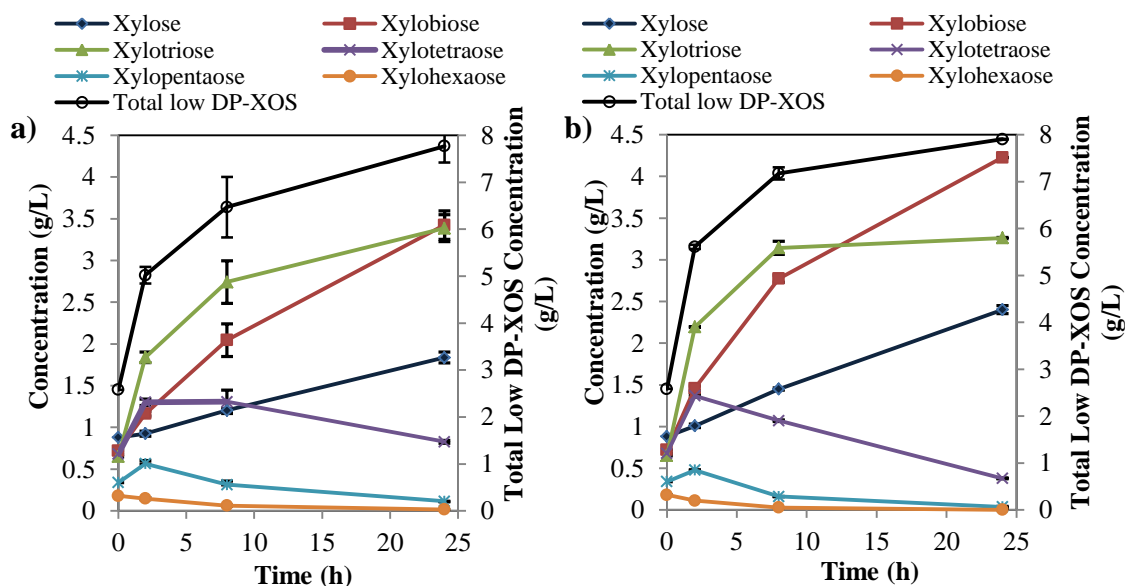 Xylose
Xylobiose
Xylotriose
Xylotetraose
Xylopentaose
Xylohexaose
Total low DP-XOS
a)
Concentration (g/L)
4.5
4
3.5
3
2.5
2
1.5
1
0.5
0
8
7
6
5
4
3
2
1
0
Total Low DP-XOS Concentration
(g/L)
0 5 10 15 20 25
Time (h)
Xylose
Xylobiose
Xylotriose
Xylotetraose
Xylopentaose
Xylohexaose
Total low DP-XOS
b)
Concentration (g/L)
4.5
4
3.5
3
2.5
2
1.5
1
0.5
0
8
7
6
5
4
3
2
1
0
Total Low DP-XOS Concentration
(g/L)
0 5 10 15 20 25
Time (h)